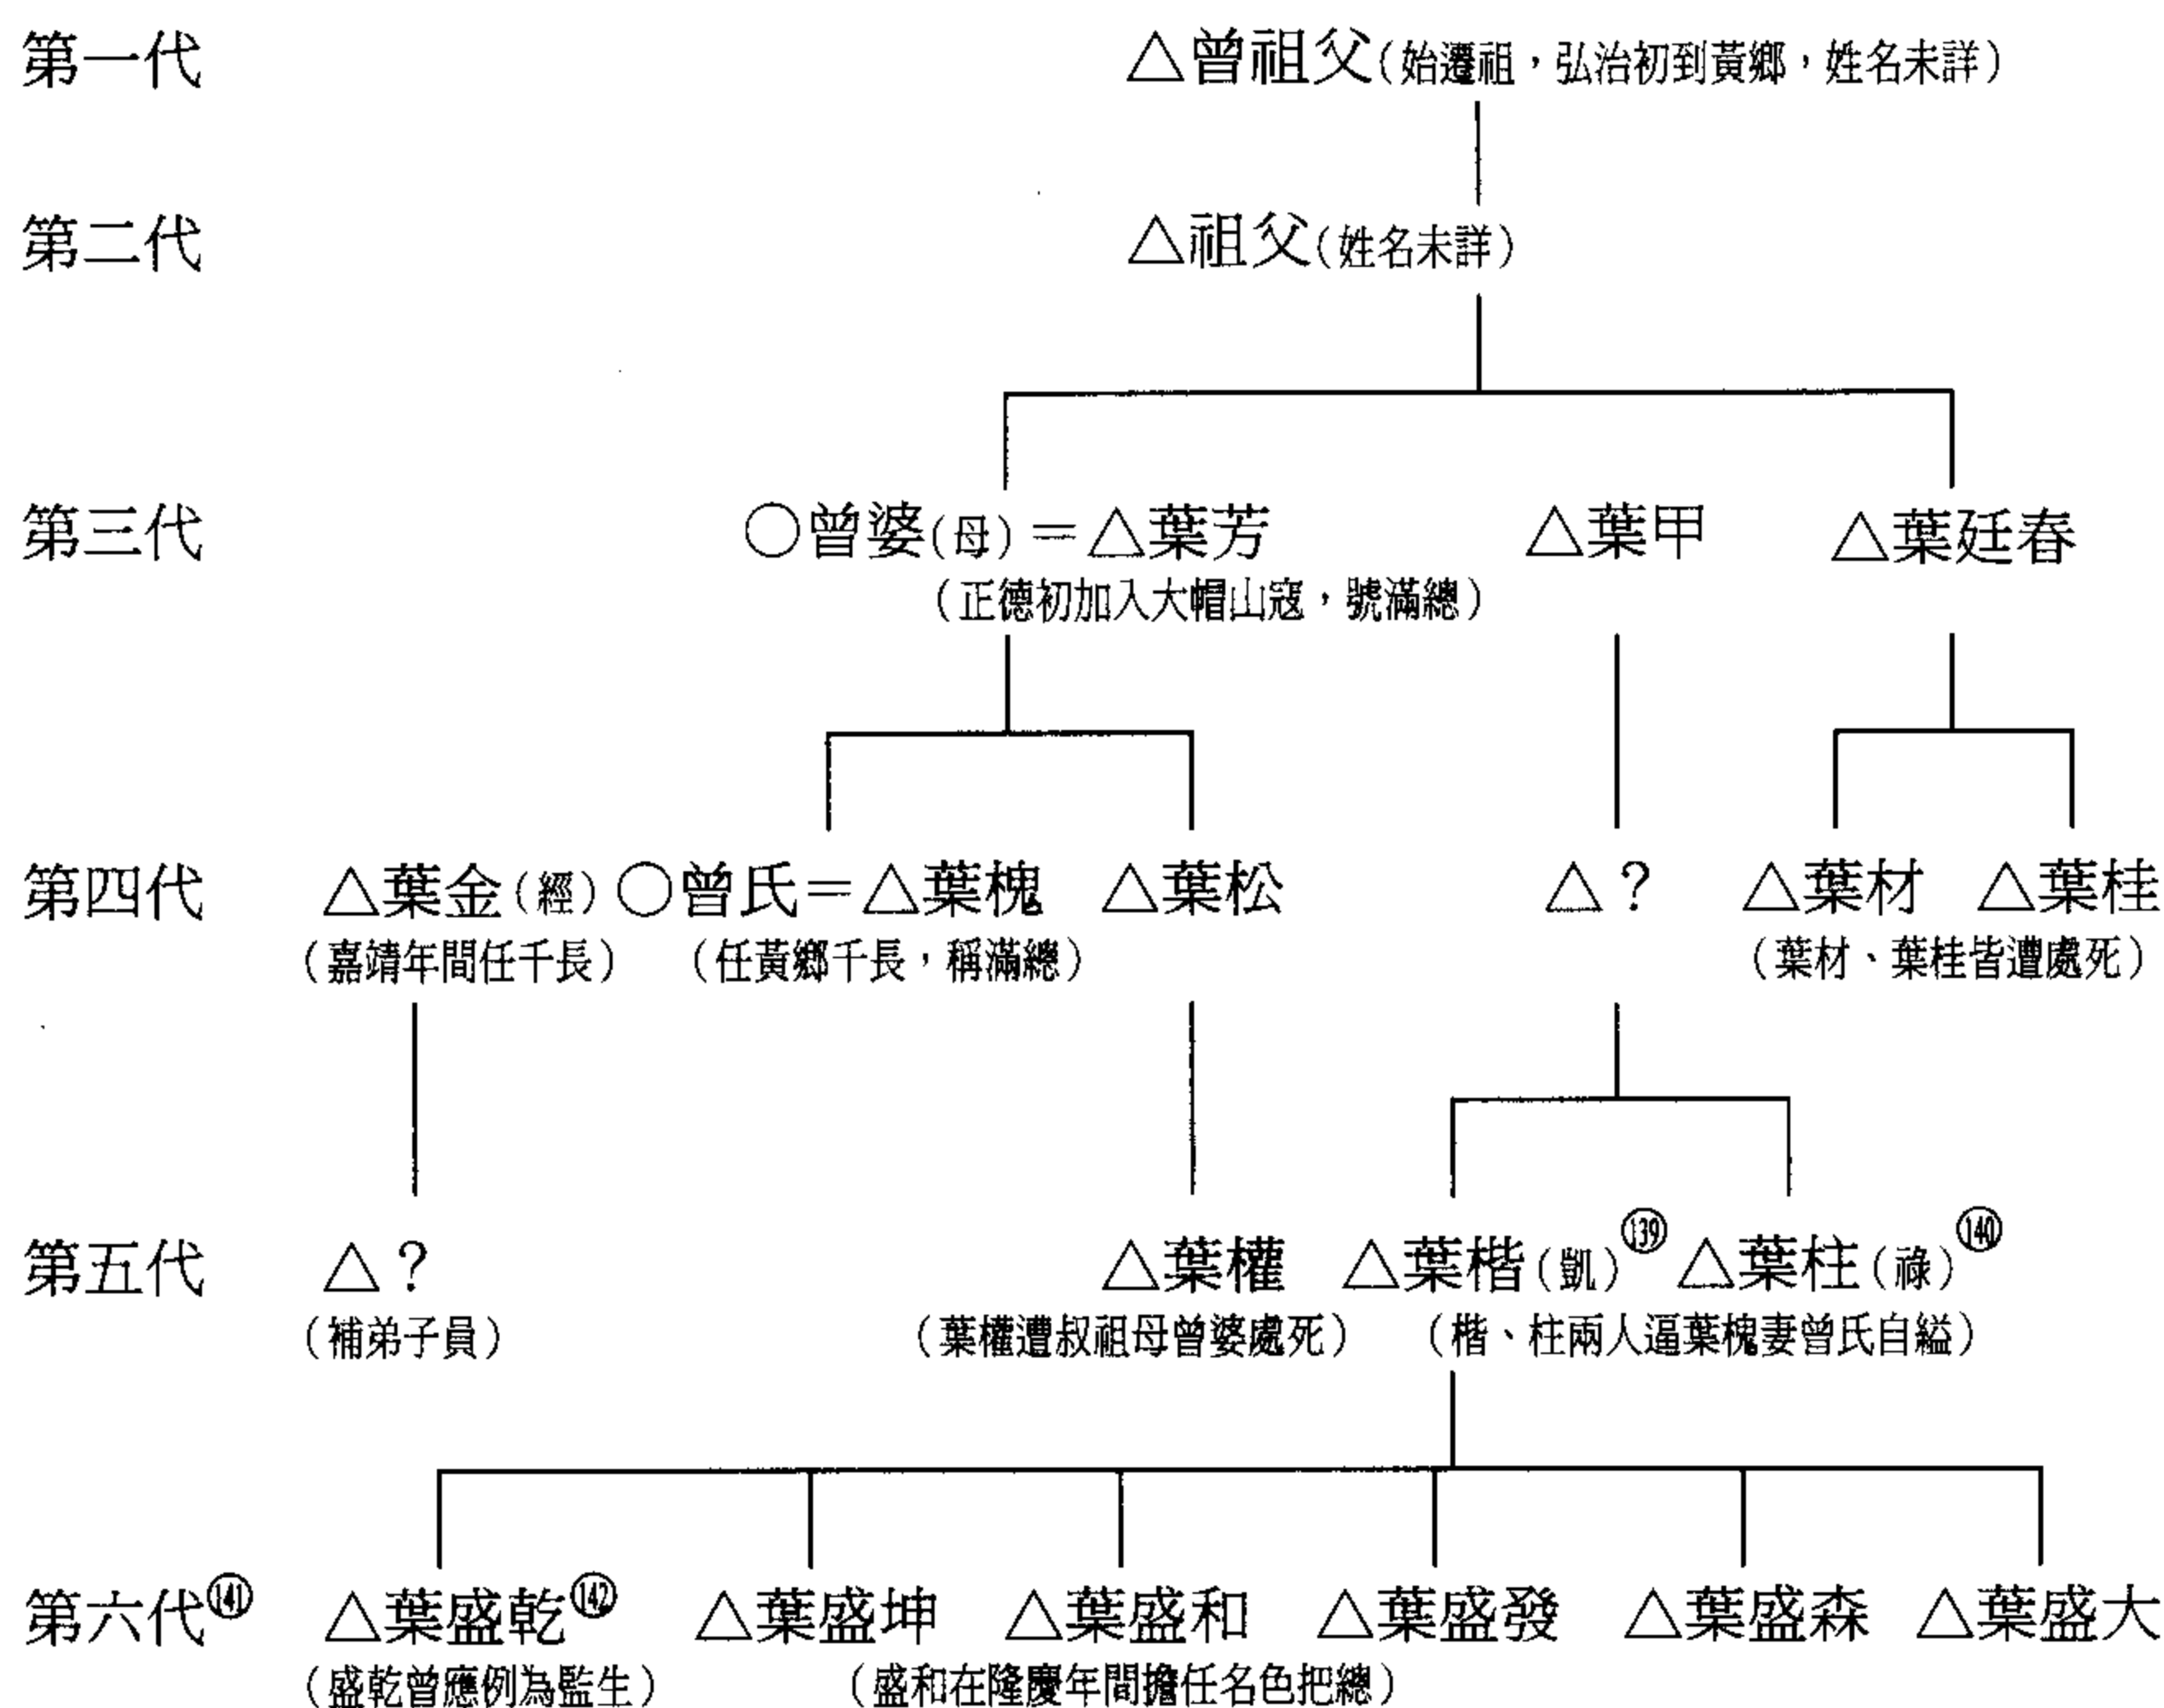 第一代 △曾祖父(始遷祖，弘治初到黃鄉，姓名未詳)
第二代 △祖父(姓名未詳)
第三代 ○曾婆(母)＝△葉芳 △葉甲 △葉廷春
(正德初加入大帽山寇，號滿總)
第四代 △葉金(經) ○曾氏＝△葉槐 △葉松 △? △葉材 △葉桂
(嘉靖年間任千長) (任黃鄉千長，稱滿總) (葉材、葉桂皆遭處死)
第五代 △? △葉權 △葉楷(凱)139 △葉柱(祿)140
(補弟子員) (葉權遭叔祖母曾婆處死) (楷、柱兩人逼葉槐妻曾氏自縊)
第六代141 △葉盛乾142 △葉盛坤 △葉盛和 △葉盛發 △葉盛森 △葉盛大
(盛乾曾應例為監生) (盛和在隆慶年間擔任名色把總)